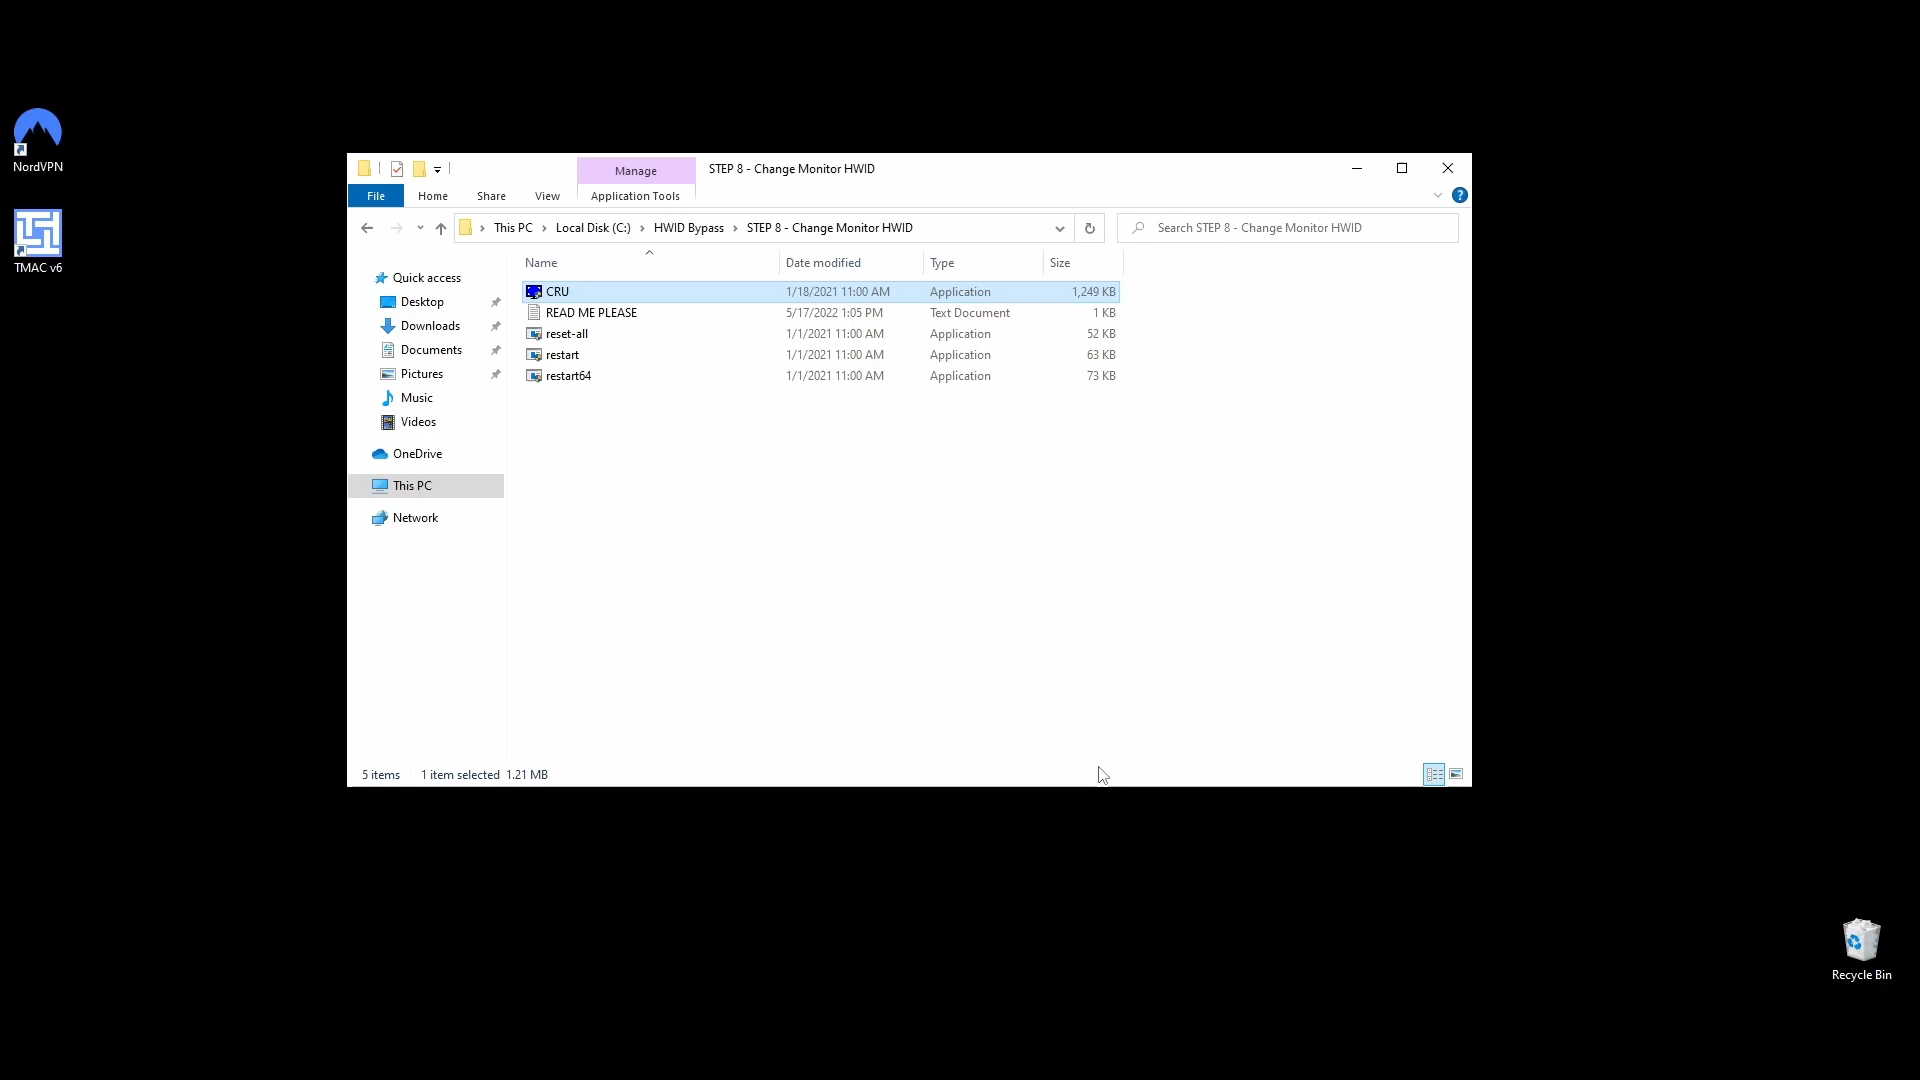 NordVPN
TMAC v6
Manage
STEP 8 - Change Monitor HWID
File
Home
Share
View
Application Tools
This PC
Local Disk (C:)
HWID Bypass
STEP 8 - Change Monitor HWID
Search STEP 8 - Change Monitor HWID
Name
Date modified
Type
Size
Quick access
Desktop
Downloads
Documents
Pictures
Music
Videos
OneDrive
This PC
Network
CRU 1/18/2021 11:00 AM Application 1,249 KB
READ ME PLEASE 5/17/2022 1:05 PM Text Document 1 KB
reset-all 1/1/2021 11:00 AM Application 52 KB
restart 1/1/2021 11:00 AM Application 63 KB
restart64 1/1/2021 11:00 AM Application 73 KB
5 items 1 item selected 1.21 MB
Recycle Bin